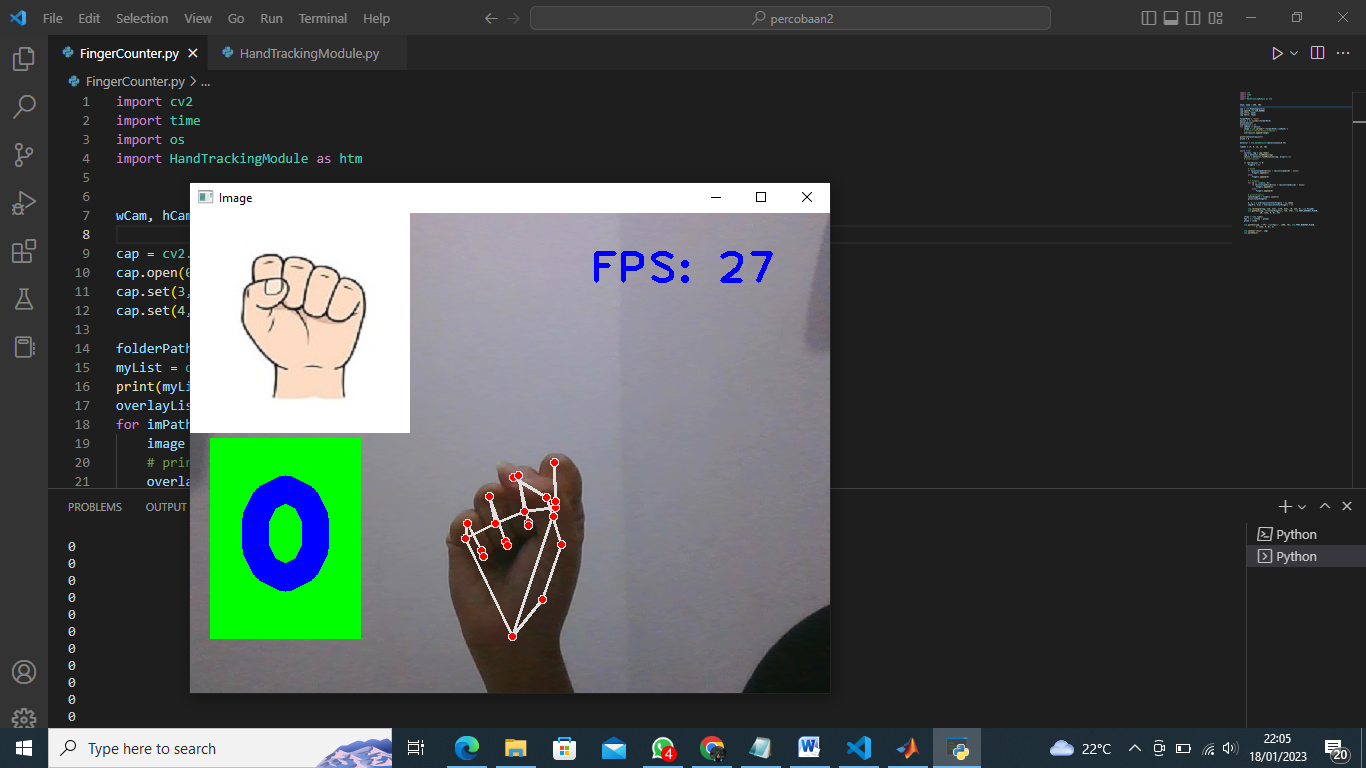 File Edit Selection View Go Run Terminal Help
percobaan2
FingerCounter.py
HandTrackingModule.py
FingerCounter.py > ...
1 import cv2
2 import time
3 import os
4 import HandTrackingModule as htm
5
6
7 wCam, hCam
8
9 cap = cv2.
10 cap.open(0
11 cap.set(3,
12 cap.set(4,
13
14 folderPath
15 myList = o
16 print(myLi
17 overlayLis
18 for imPath
19 image
20 # prin
21 overla
Image
FPS: 27
0
PROBLEMS OUTPUT
0
0
0
0
0
0
0
0
0
0
0
Python
Python
Type here to search
4
22°C
22:05
18/01/2023
20